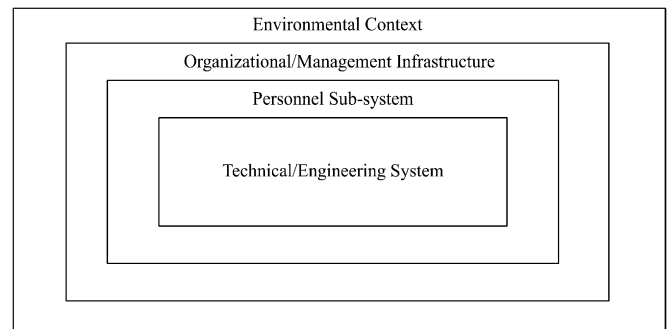 Environmental Context
Organizational/Management Infrastructure
Personnel Sub-system
Technical/Engineering System